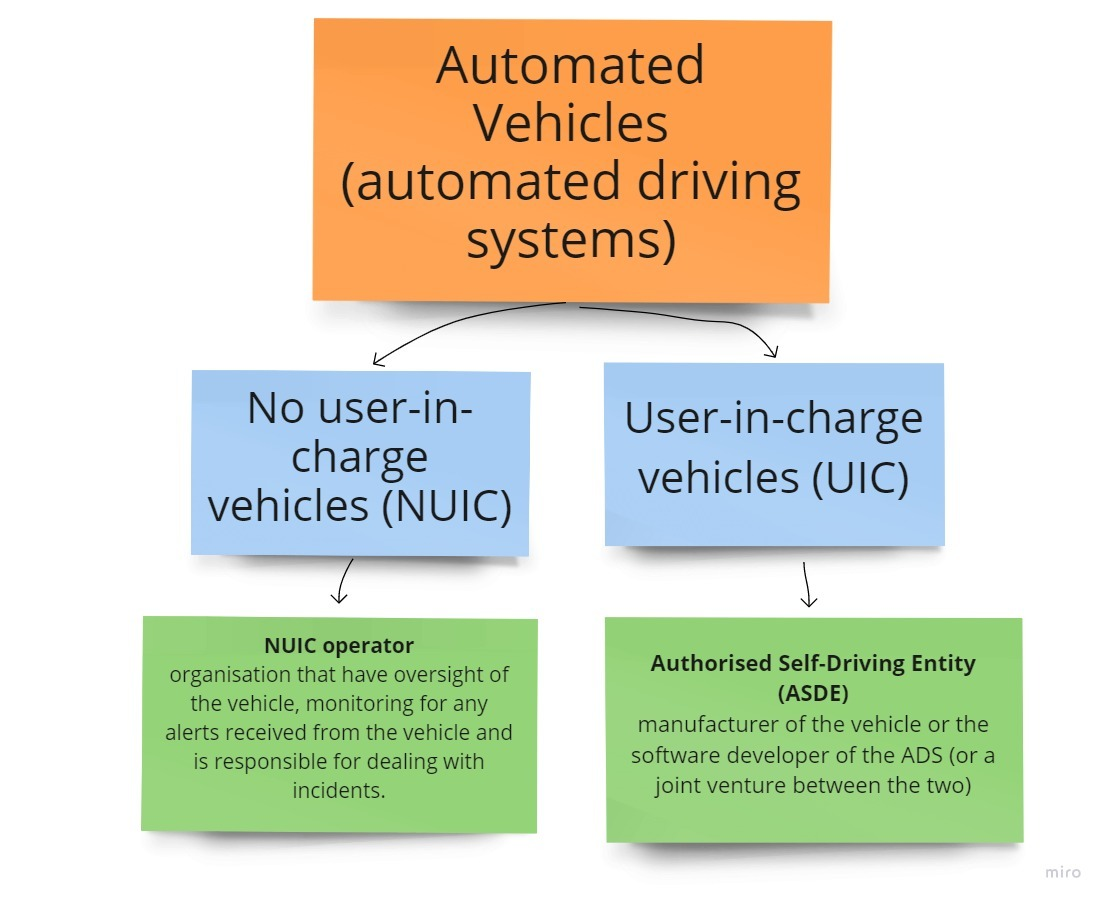 Automated
Vehicles
(automated driving
systems)
No user-in-
charge
vehicles (NUIC)
User-in-charge
vehicles (UIC)
NUIC operator
organisation that have oversight of
the vehicle, monitoring for any
alerts received from the vehicle and
is responsible for dealing with
incidents.
Authorised Self-Driving Entity
(ASDE)
manufacturer of the vehicle or the
software developer of the ADS (or a
joint venture between the two)
miro